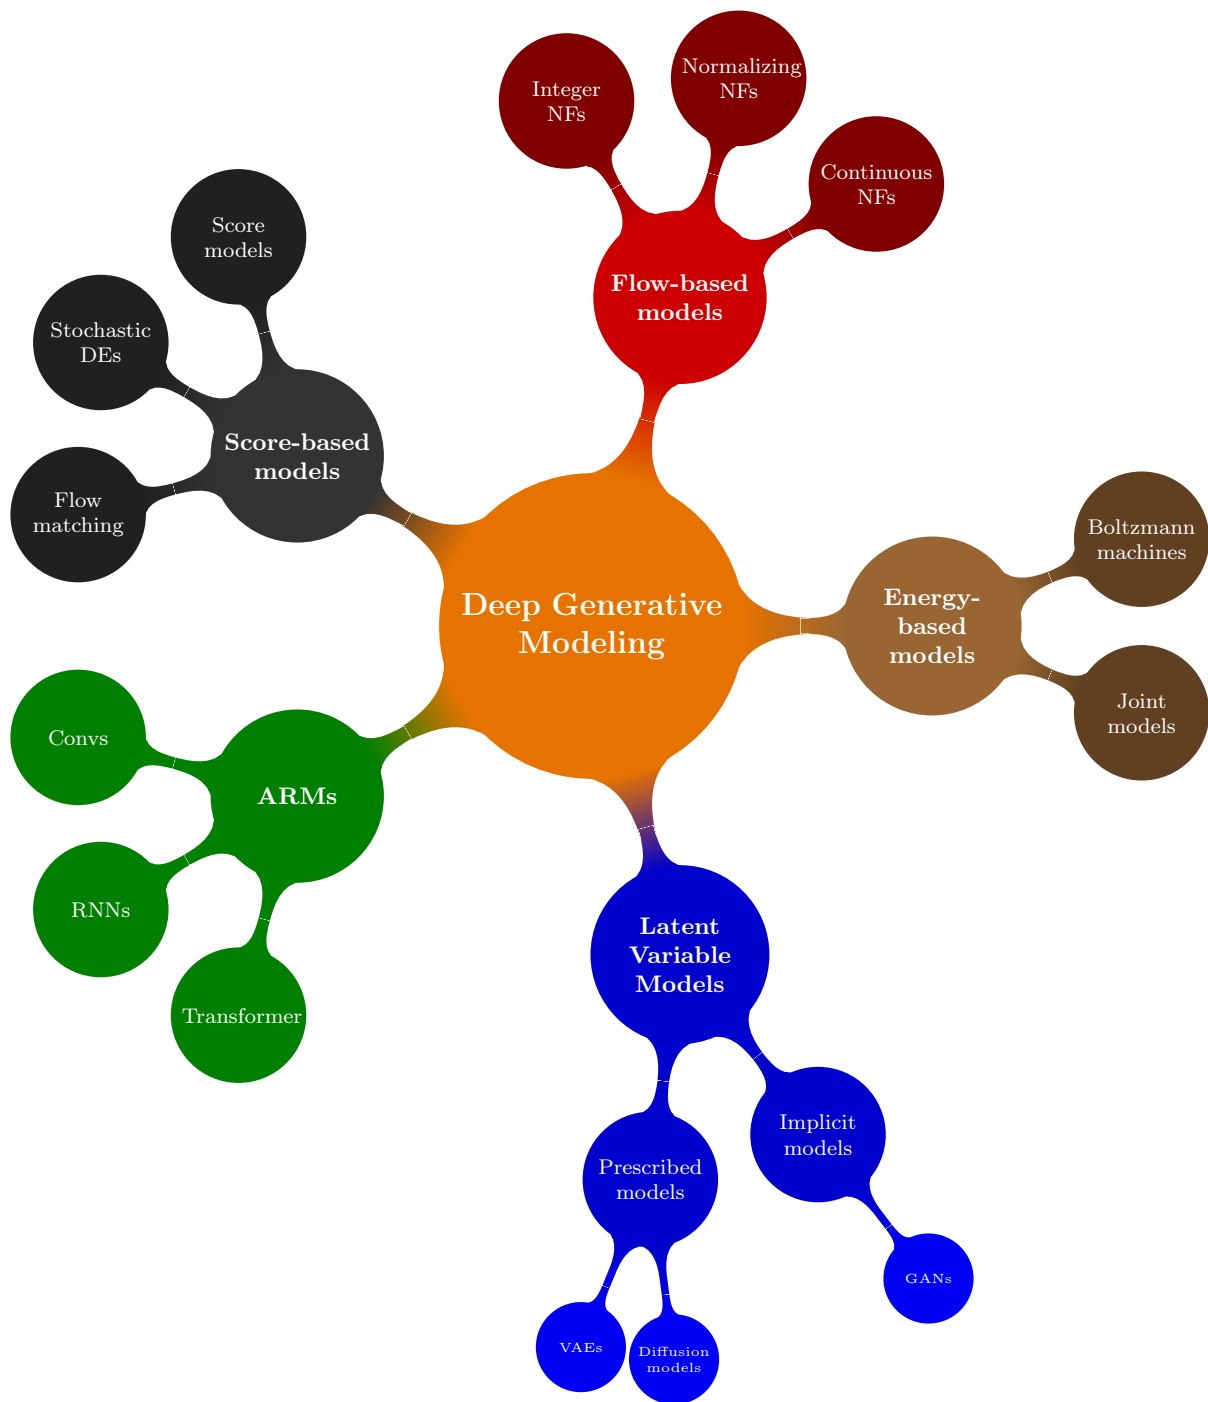 Integer
NFs
Normalizing
NFs
Continuous
NFs
Flow-based
models
Score
models
Stochastic
DEs
Flow
matching
Score-based
models
Deep Generative
Modeling
Energy-
based
models
Boltzmann
machines
Joint
models
Convs
RNNs
Transformer
ARMs
Latent
Variable
Models
Prescribed
models
Implicit
models
VAEs
Diffusion
models
GANs